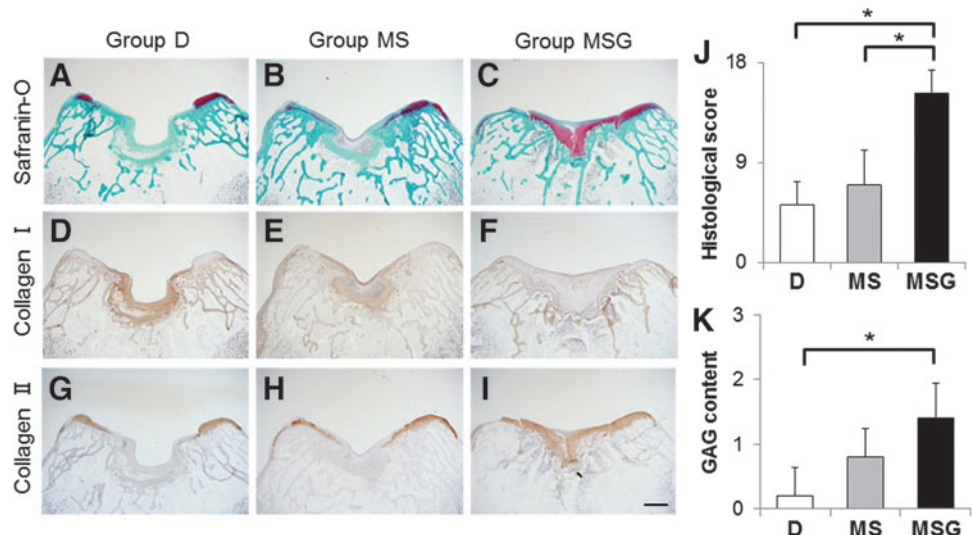 Group D Group MS Group MSG
Safranin-O
A B C
Collagen I
D E F
Collagen II
G H I
J
*
*
Histological score
18
9
0
D MS MSG
K
*
GAG content
3
2
1
0
D MS MSG